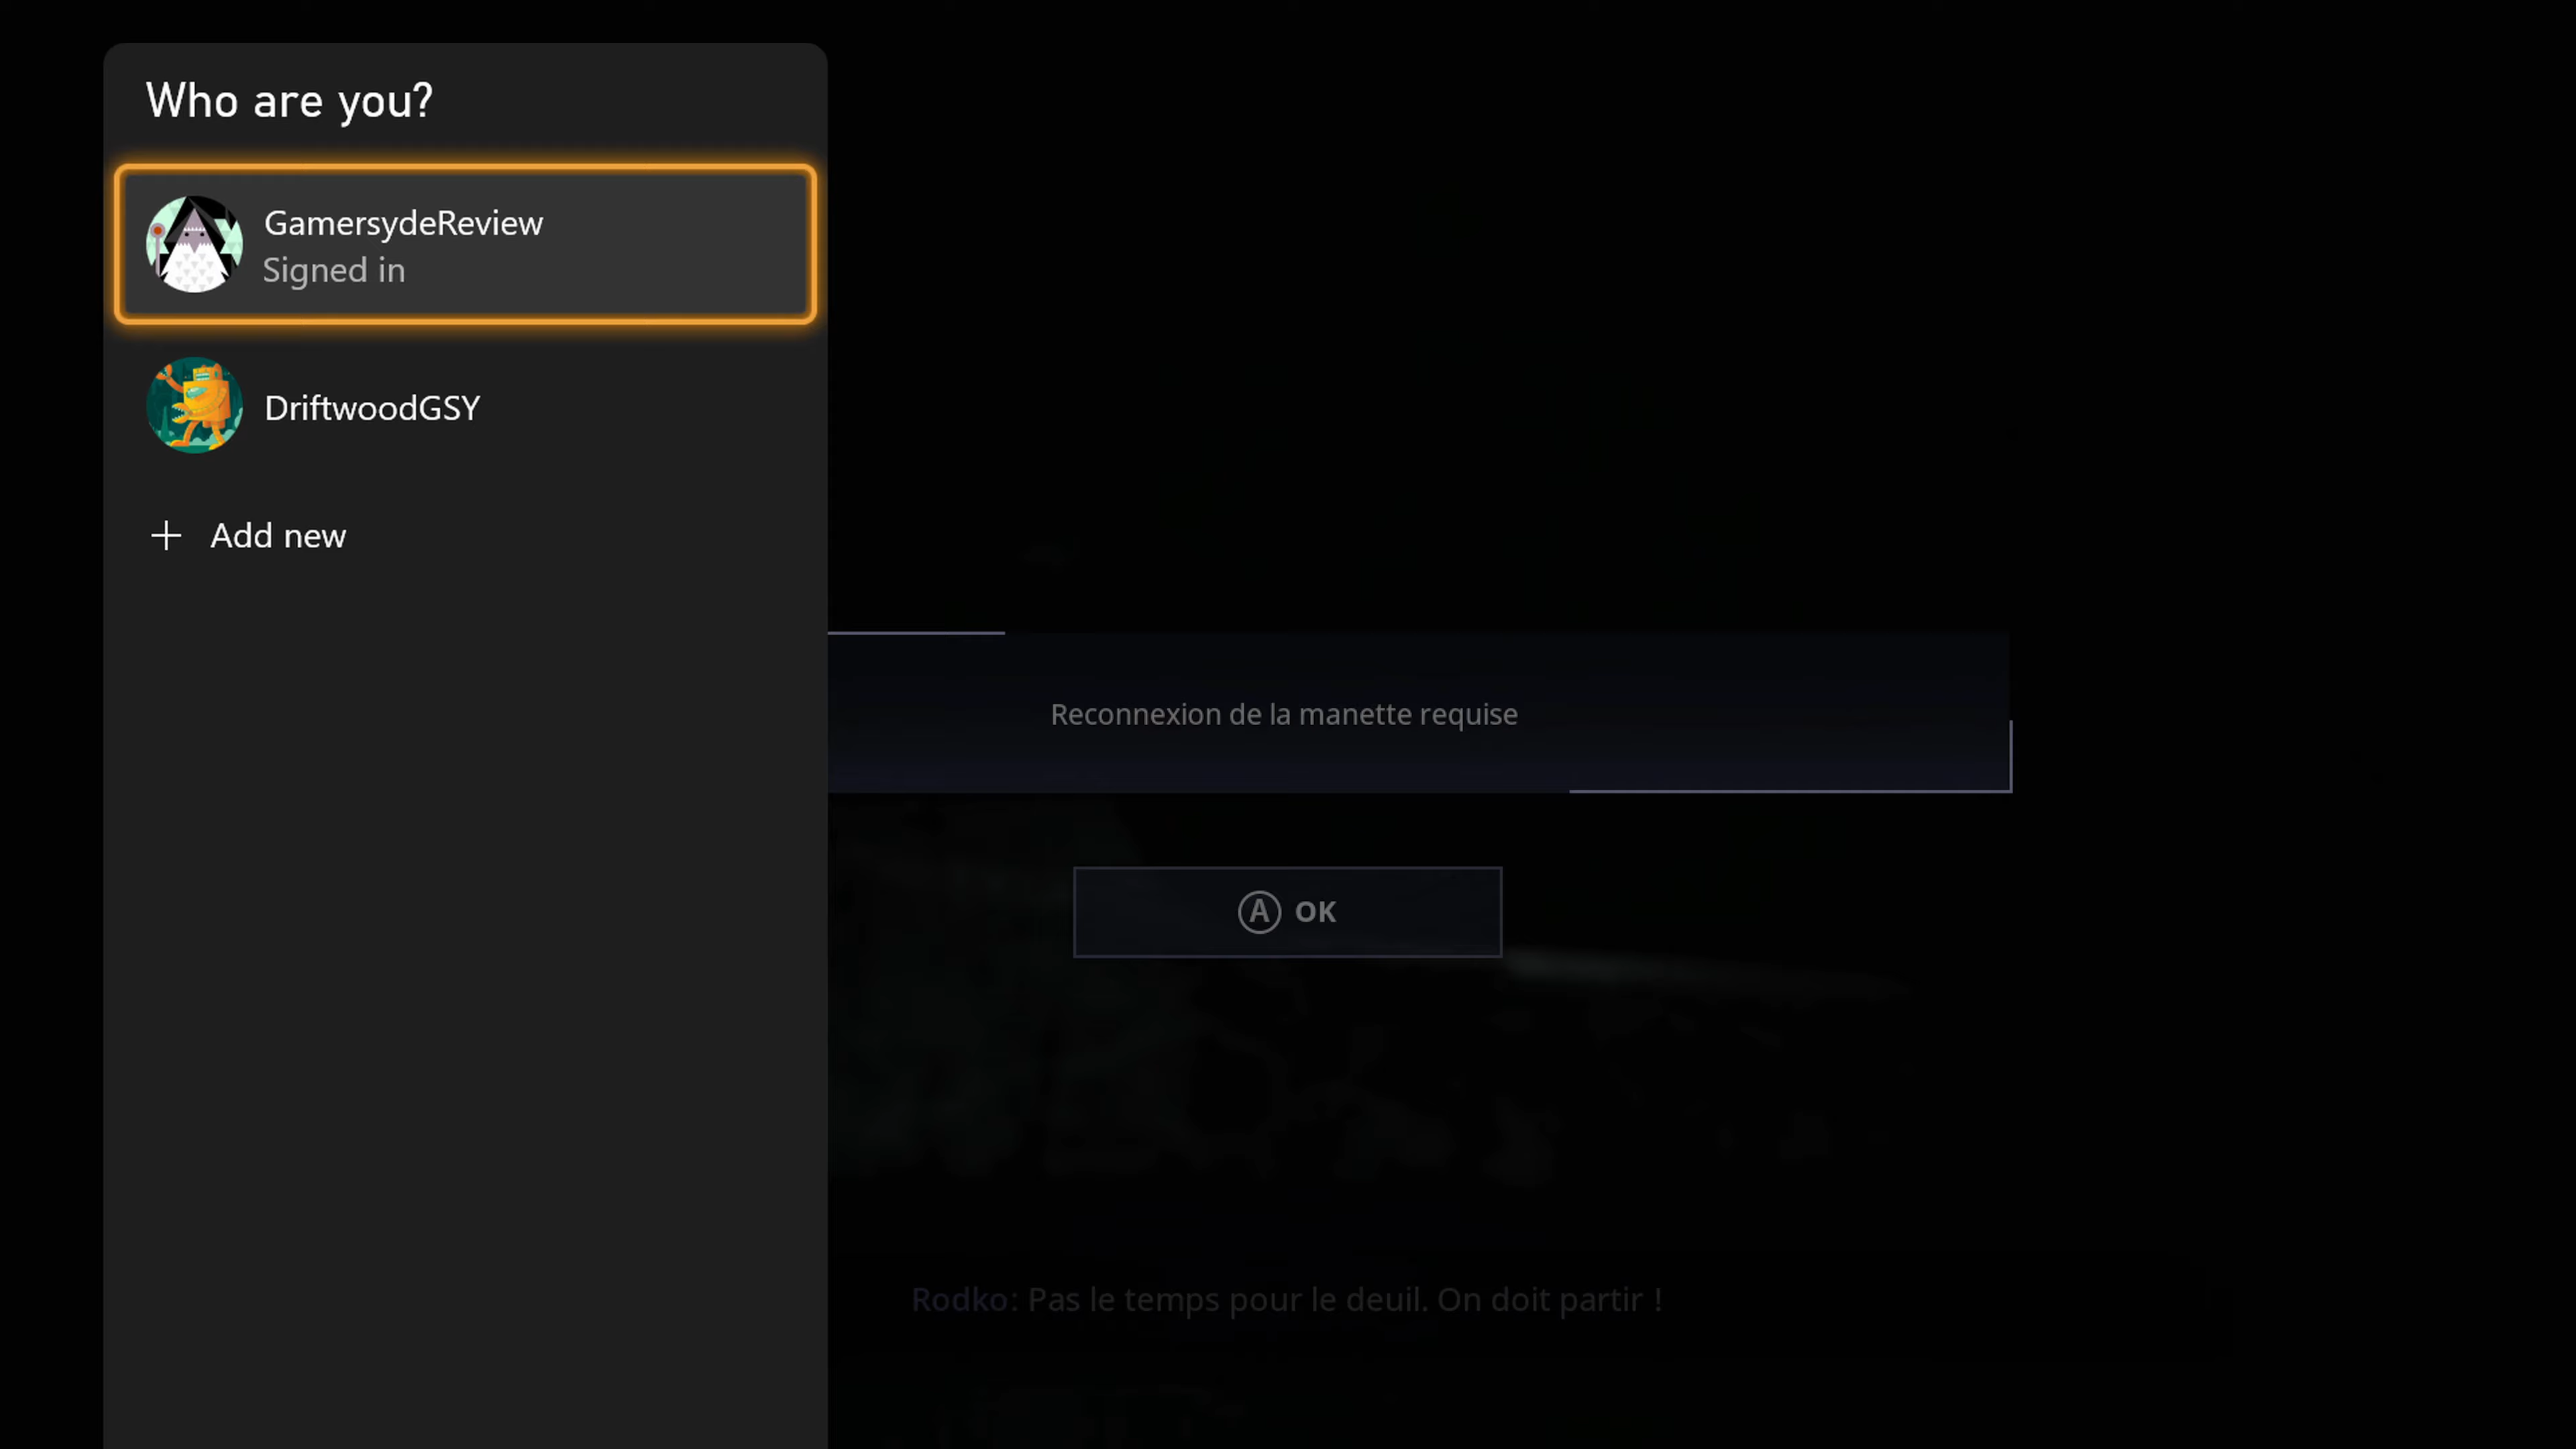 Who are you?
GamersydeReview
Signed in
DriftwoodGSY
Add new
Reconnexion de la manette requise
A OK
Rodko: Pas le temps pour le deuil. On doit partir !